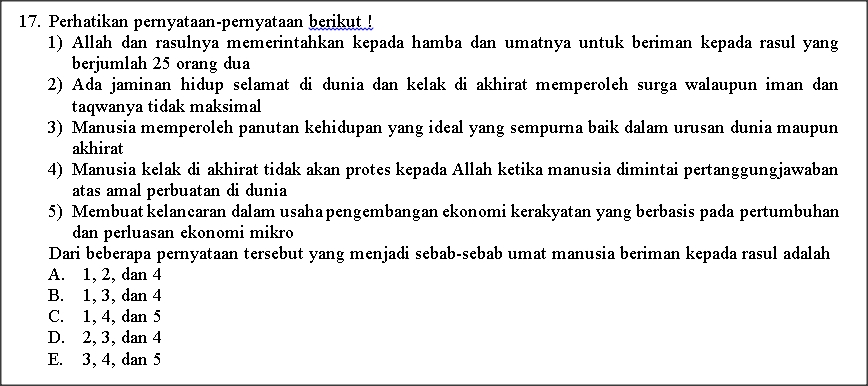 17. Perhatikan pernyataan-pernyataan berikut !
1) Allah dan rasulnya memerintahkan kepada hamba dan umatnya untuk beriman kepada rasul yang
berjumlah 25 orang dua
2) Ada jaminan hidup selamat di dunia dan kelak di akhirat memperoleh surga walaupun iman dan
taqwanya tidak maksimal
3) Manusia memperoleh panutan kehidupan yang ideal yang sempurna baik dalam urusan dunia maupun
akhirat
4) Manusia kelak di akhirat tidak akan protes kepada Allah ketika manusia dimintai pertanggungjawaban
atas amal perbuatan di dunia
5) Membuat kelancaran dalam usaha pengembangan ekonomi kerakyatan yang berbasis pada pertumbuhan
dan perluasan ekonomi mikro
Dari beberapa pernyataan tersebut yang menjadi sebab-sebab umat manusia beriman kepada rasul adalah
A. 1, 2, dan 4
B. 1, 3, dan 4
C. 1, 4, dan 5
D. 2, 3, dan 4
E. 3, 4, dan 5